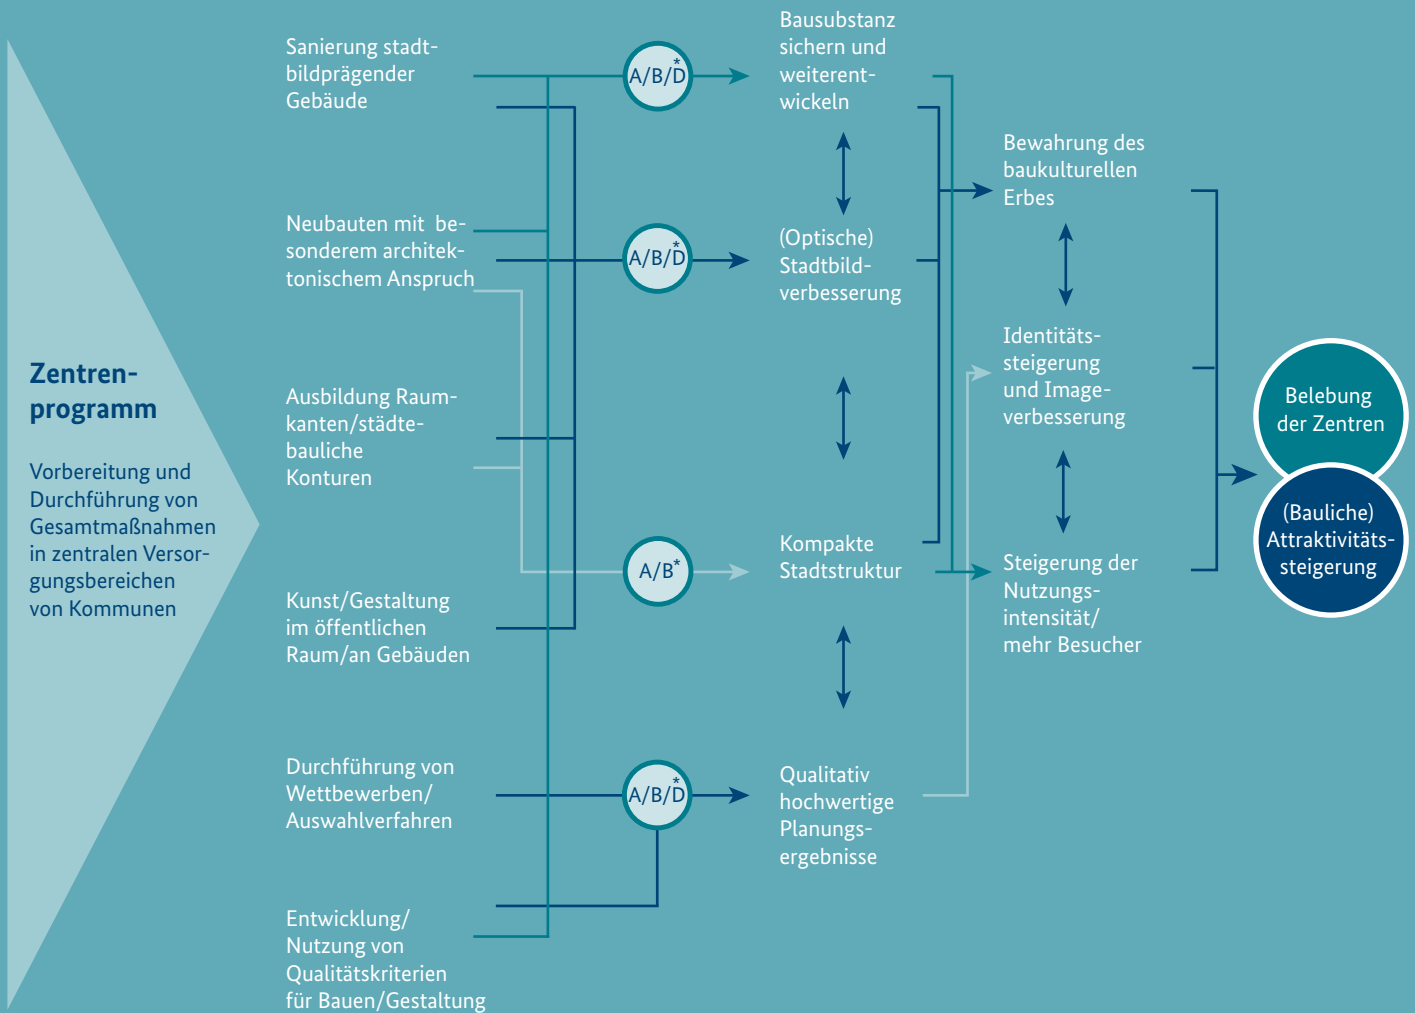 Zentren-
programm
Vorbereitung und
Durchführung von
Gesamtmaßnahmen
in zentralen Versor-
gungsbereichen
von Kommunen
Sanierung stadt-
bildprägender
Gebäude
Neubauten mit be-
sonderem architek-
tonischem Anspruch
Ausbildung Raum-
kanten/städte-
bauliche
Konturen
Kunst/Gestaltung
im öffentlichen
Raum/an Gebäuden
Durchführung von
Wettbewerben/
Auswahlverfahren
Entwicklung/
Nutzung von
Qualitätskriterien
für Bauen/Gestaltung
A/B/D*
A/B/D*
A/B*
A/B/D*
Bausubstanz
sichern und
weiterent-
wickeln
(Optische)
Stadtbild-
verbesserung
Kompakte
Stadtstruktur
Qualitativ
hochwertige
Planungs-
ergebnisse
Bewahrung des
baukulturellen
Erbes
Identitäts-
steigerung
und Image-
verbesserung
Steigerung der
Nutzungs-
intensität/
mehr Besucher
Belebung
der Zentren
(Bauliche)
Attraktivitäts-
steigerung